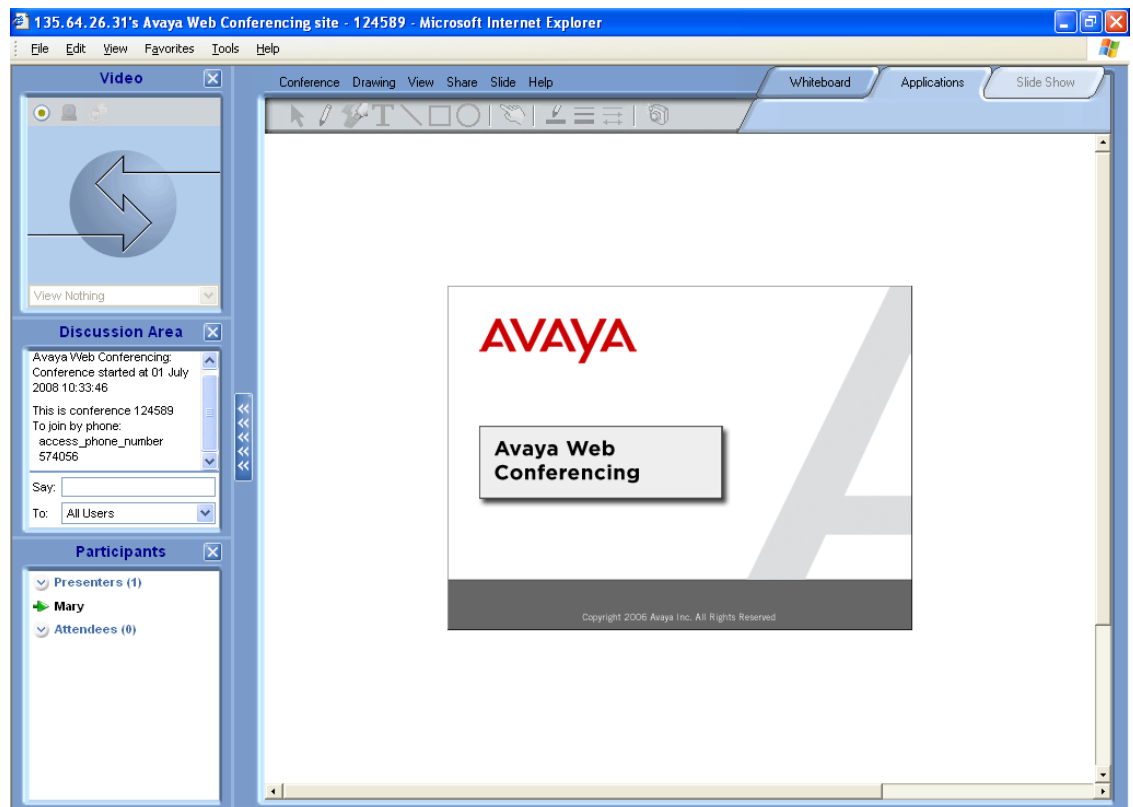 135.64.26.31's Avaya Web Conferencing site - 124589 - Microsoft Internet Explorer
File Edit View Favorites Tools Help
Video
Conference Drawing View Share Slide Help
Whiteboard Applications Slide Show
T
View Nothing
Discussion Area
Avaya Web Conferencing:
Conference started at 01 July
2008 10:33:46
This is conference 124589
To join by phone:
access_phone_number
574056
Say:
To: All Users
Participants
Presenters (1)
Mary
Attendees (0)
AVAYA
Avaya Web
Conferencing
Copyright 2006 Avaya Inc. All Rights Reserved